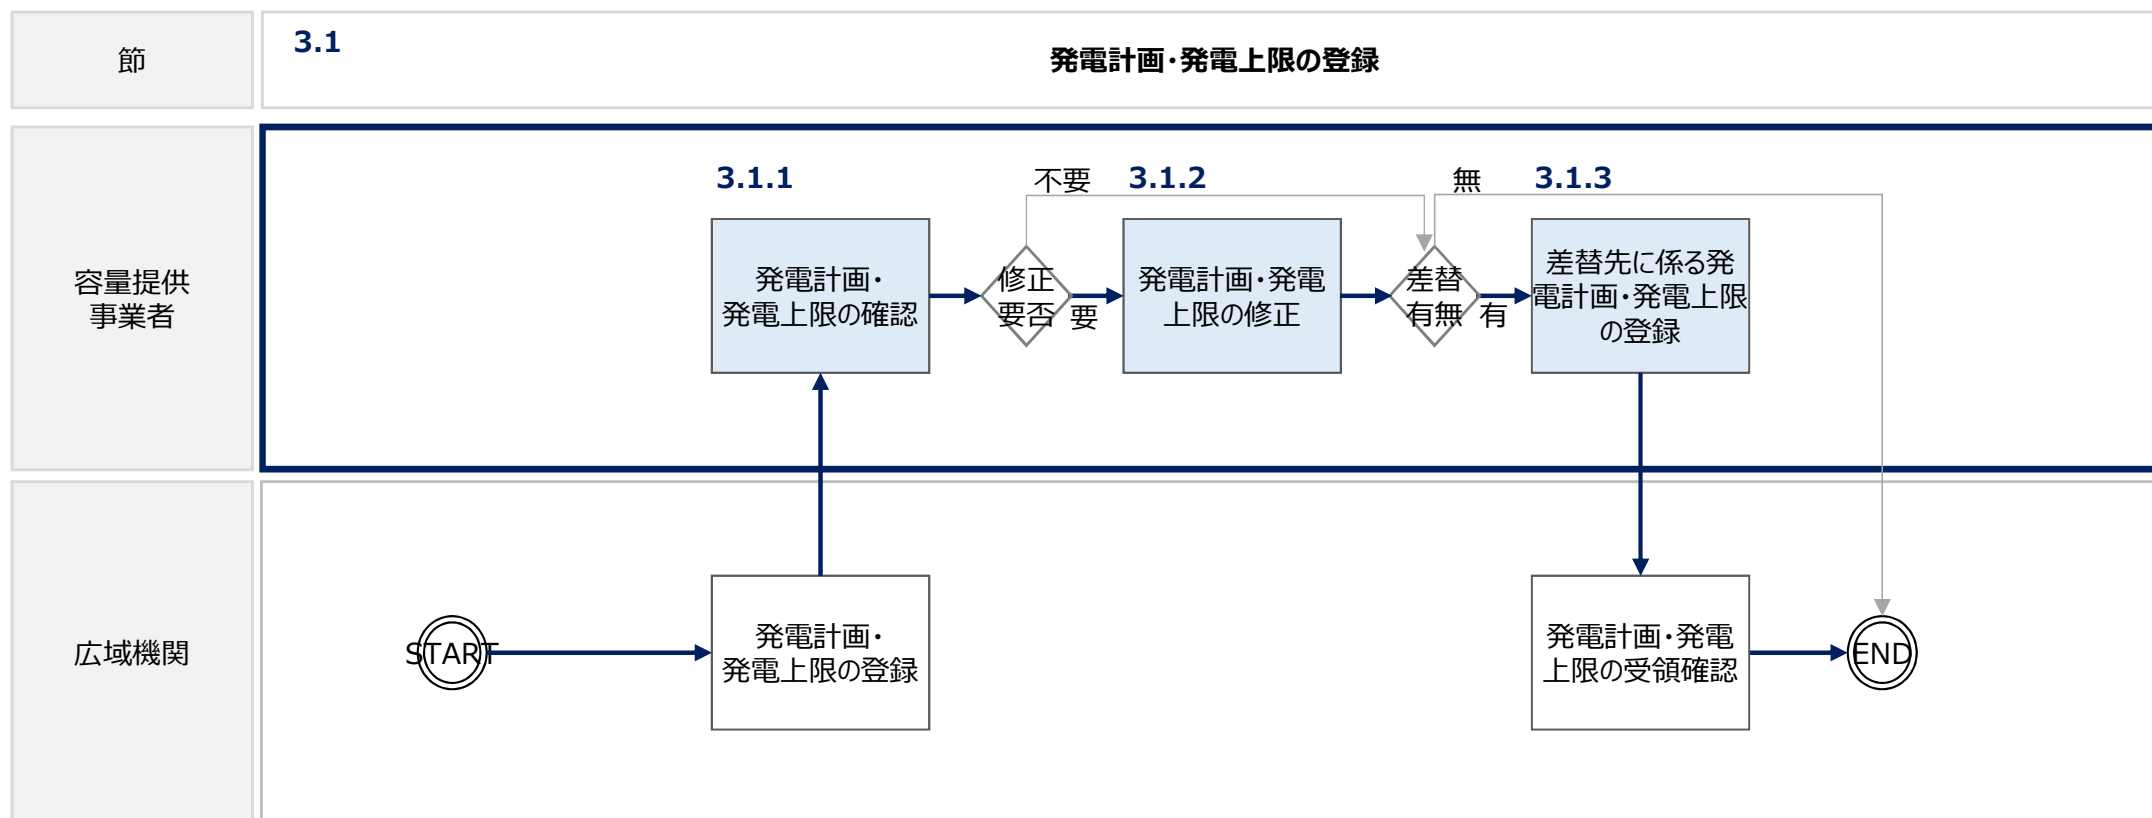 節
3.1
発電計画・発電上限の登録
容量提供
事業者
3.1.1
不要
3.1.2
無
3.1.3
発電計画・
発電上限の確認
修正
要否
要
発電計画・発電
上限の修正
差替
有無
有
差替先に係る発
電計画・発電上限
の登録
広域機関
START
発電計画・
発電上限の登録
発電計画・発電
上限の受領確認
END